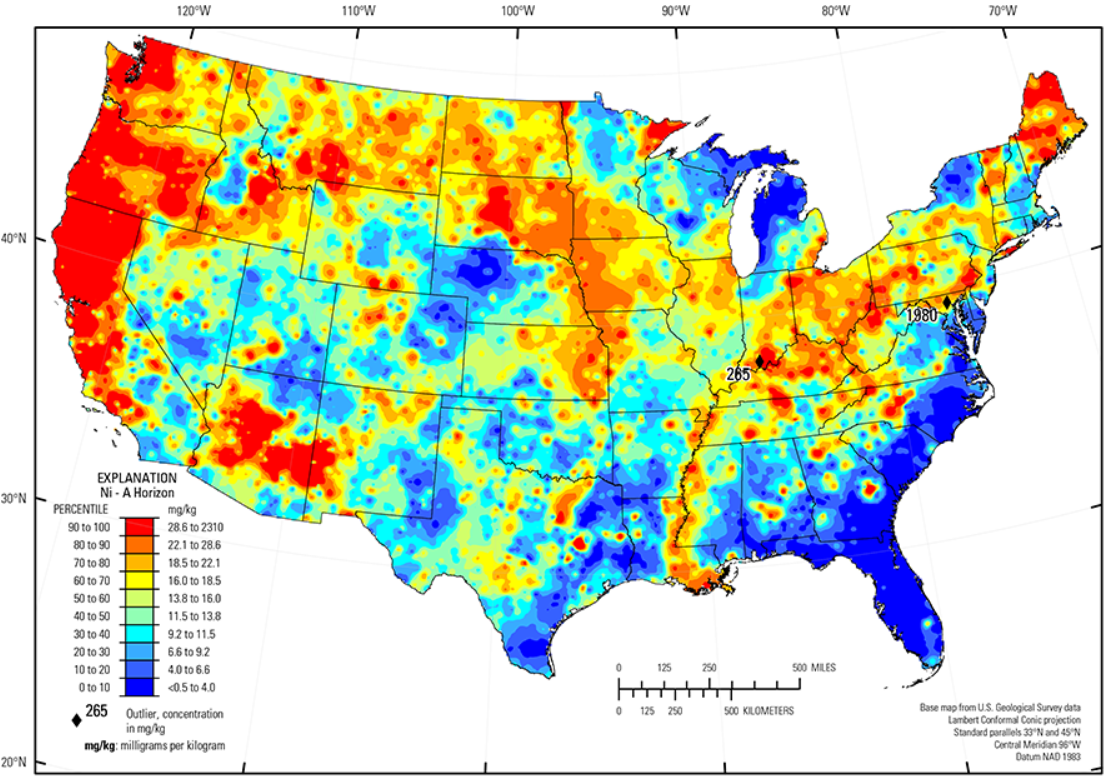 120°W 110°W 100°W 90°W 80°W 70°W
40°N 40°N
1980
265
30°N 30°N
EXPLANATION
Ni - A Horizon
PERCENTILE mg/kg
90 to 100 28.6 to 2310
80 to 90 22.1 to 28.6
70 to 80 18.5 to 22.1
60 to 70 16.0 to 18.5
50 to 60 13.8 to 16.0
40 to 50 11.5 to 13.8
30 to 40 9.2 to 11.5
20 to 30 6.6 to 9.2
10 to 20 4.0 to 6.6
0 to 10 <0.5 to 4.0
265 Outlier, concentration
in mg/kg
mg/kg: milligrams per kilogram
0 125 250 500 MILES
0 125 250 500 KILOMETERS
Base map from U.S. Geological Survey data
Lambert Conformal Conic projection
Standard parallels 33°N and 45°N
Central Meridian 96°W
Datum NAD 1983
20°N